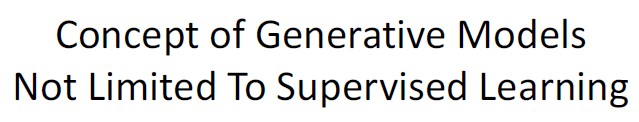 Concept of Generative Models
Not Limited To Supervised Learning